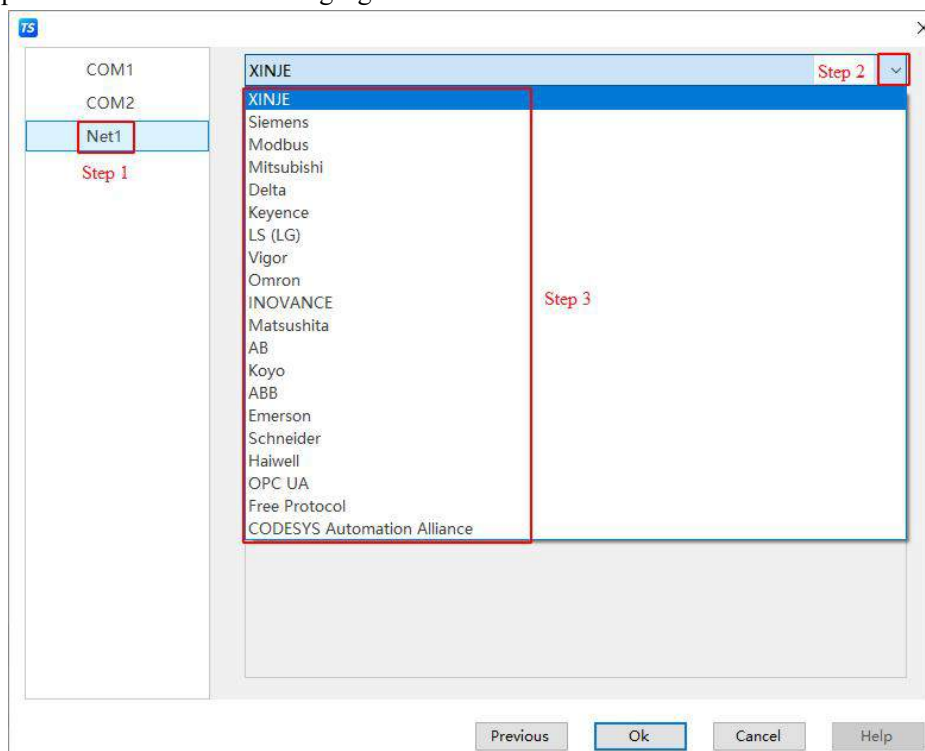 TS
COM1
COM2
Net1
Step 1
XINJE
Step 2
XINJE
Siemens
Modbus
Mitsubishi
Delta
Keyence
LS (LG)
Vigor
Omron
INOVANCE
Matsushita
AB
Koyo
ABB
Emerson
Schneider
Haiwell
OPC UA
Free Protocol
CODESYS Automation Alliance
Step 3
Previous
Ok
Cancel
Help